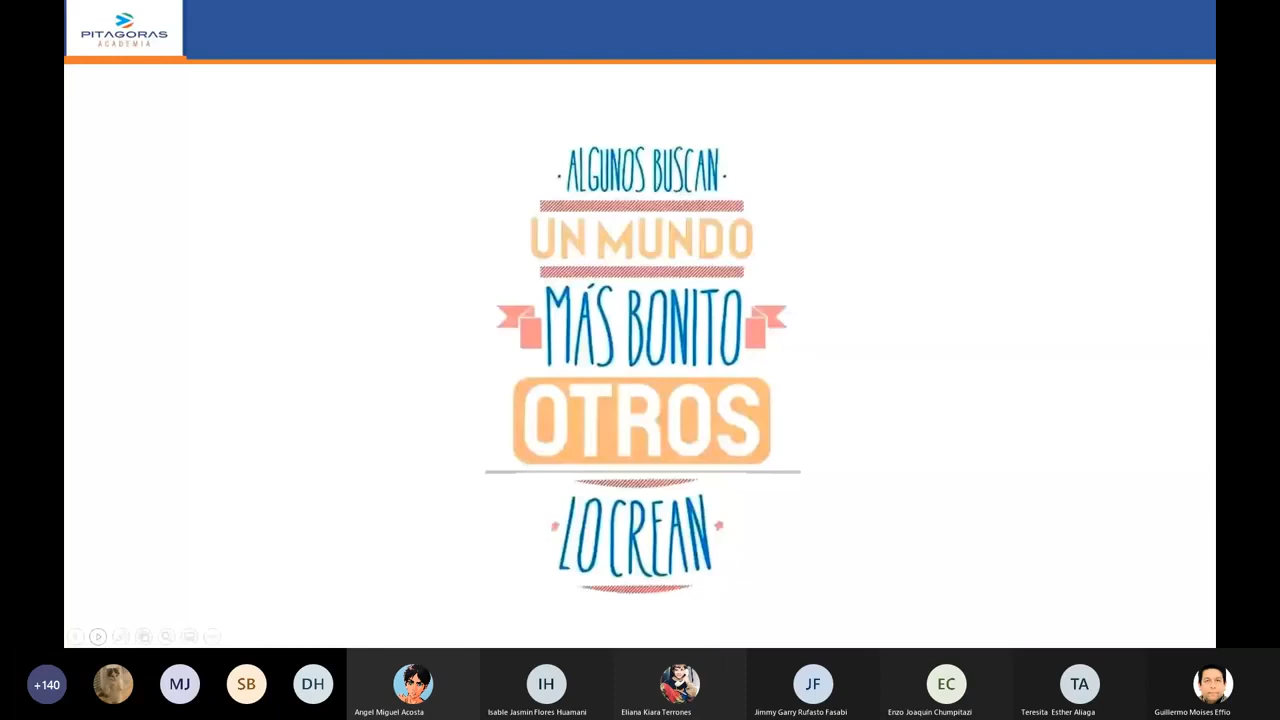 PITAGORAS
ACADEMIA
· ALGUNOS BUSCAN ·
UN MUNDO
MÁS BONITO
OTROS
LO CREAN
+140
MJ
SB
DH
IH
JF
EC
TA
Angel Miguel Acosta
Isable Jasmin Flores Huamani
Eliana Kiara Terrones
Jimmy Garry Rufasto Fasabi
Enzo Joaquin Chumpitazi
Teresita Esther Aliaga
Guillermo Moises Effio